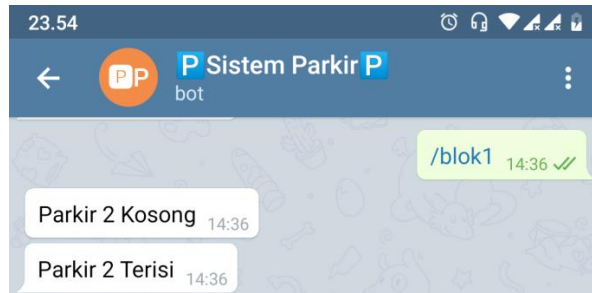 23.54
PP
🅿Sistem Parkir🅿
bot
/blok1 14:36
Parkir 2 Kosong 14:36
Parkir 2 Terisi 14:36